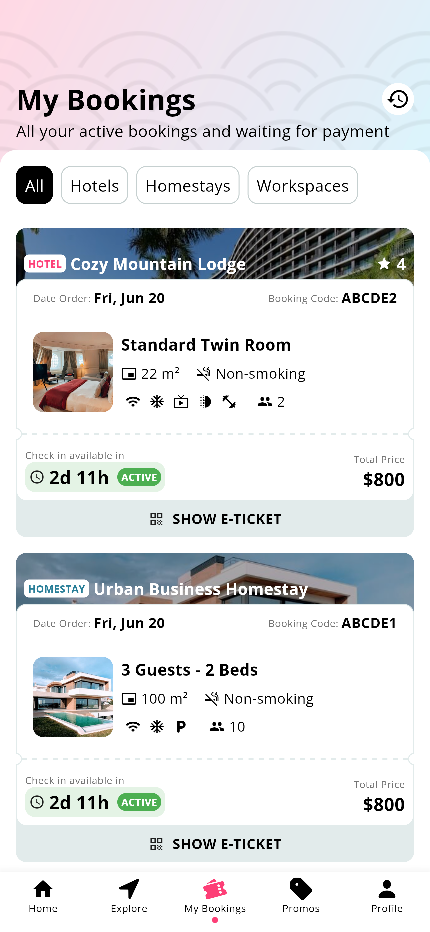 My Bookings
All your active bookings and waiting for payment
All Hotels Homestays Workspaces
HOTEL Cozy Mountain Lodge 4
Date Order: Fri, Jun 20 Booking Code: ABCDE2
Standard Twin Room
22 m² Non-smoking
2
Check in available in
Total Price
2d 11h ACTIVE
$800
SHOW E-TICKET
HOMESTAY Urban Business Homestay
Date Order: Fri, Jun 20 Booking Code: ABCDE1
3 Guests - 2 Beds
100 m² Non-smoking
P 10
Check in available in
Total Price
2d 11h ACTIVE
$800
SHOW E-TICKET
Home Explore My Bookings Promos Profile